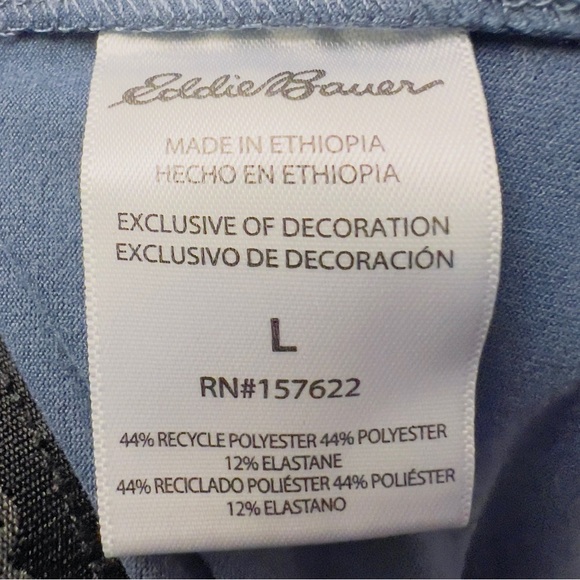 Eddie Bauer
MADE IN ETHIOPIA
HECHO EN ETHIOPIA
EXCLUSIVE OF DECORATION
EXCLUSIVO DE DECORACIÓN
L
RN#157622
44% RECYCLE POLYESTER 44% POLYESTER
12% ELASTANE
44% RECICLADO POLIÉSTER 44% POLIÉSTER
12% ELASTANO